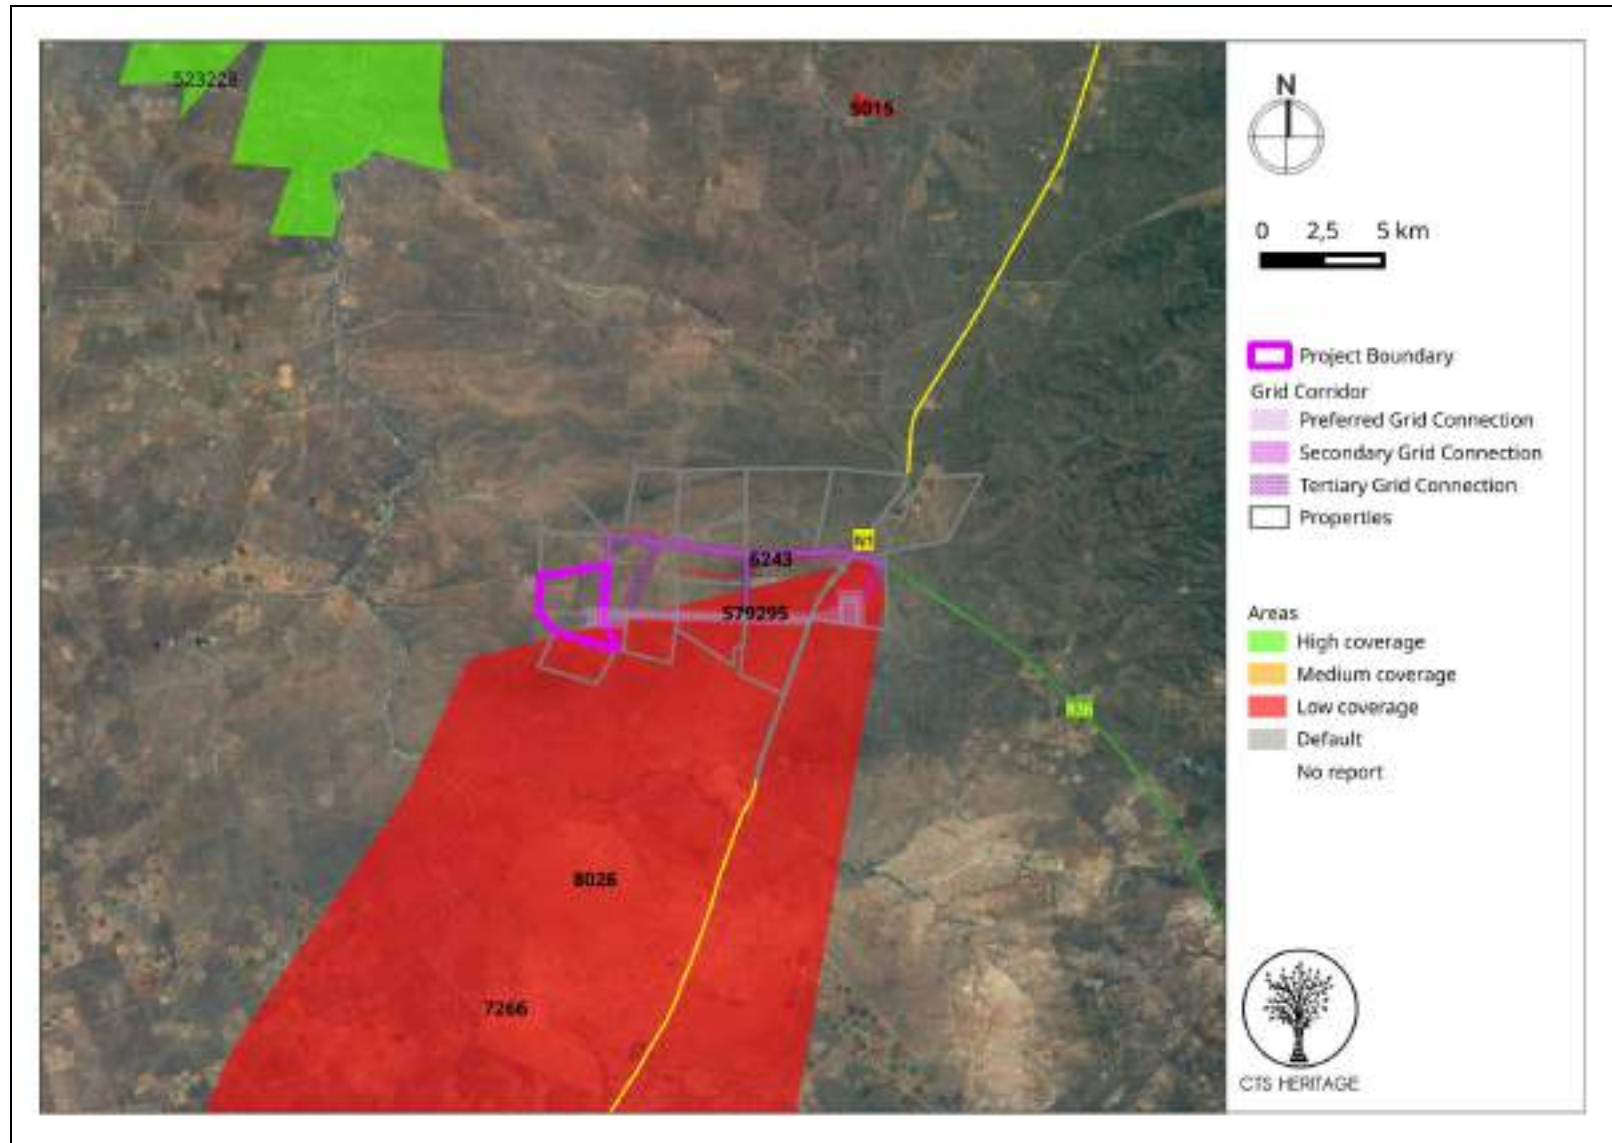 523228
5015
6243
579295
8026
7266
N1
N
0 2,5 5 km
Project Boundary
Grid Corridor
Preferred Grid Connection
Secondary Grid Connection
Tertiary Grid Connection
Properties
Areas
High coverage
Medium coverage
Low coverage
Default
No report
CTS HERITAGE